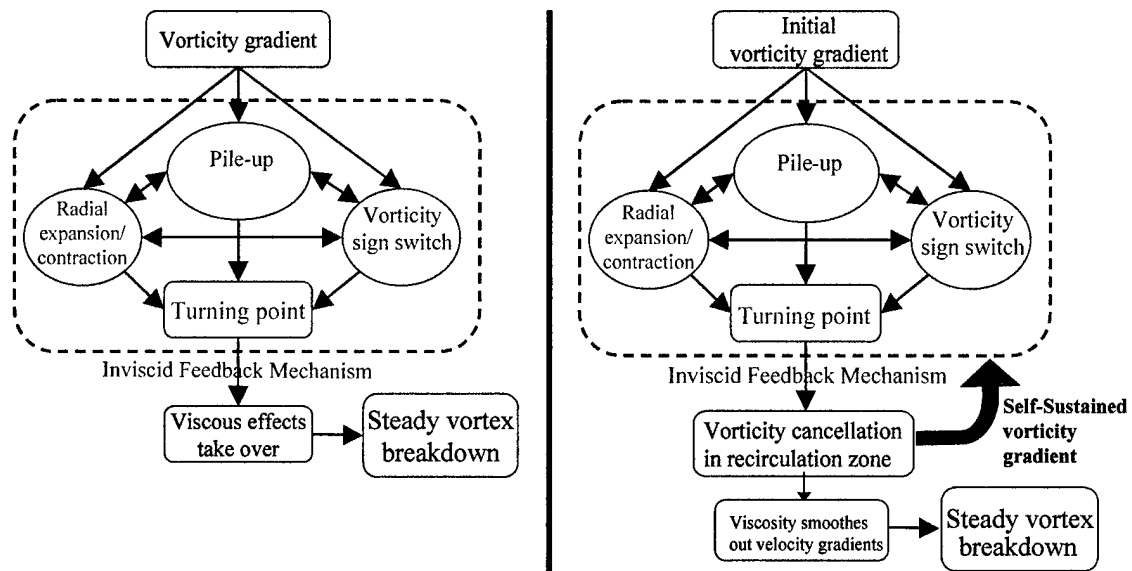 Vorticity gradient
Pile-up
Radial
expansion/
contraction
Vorticity
sign switch
Turning point
Inviscid Feedback Mechanism
Viscous effects
take over
Steady vortex
breakdown
Initial
vorticity gradient
Pile-up
Radial
expansion/
contraction
Vorticity
sign switch
Turning point
Inviscid Feedback Mechanism
Self-Sustained
vorticity
gradient
Vorticity cancellation
in recirculation zone
Viscosity smoothes
out velocity gradients
Steady vortex
breakdown